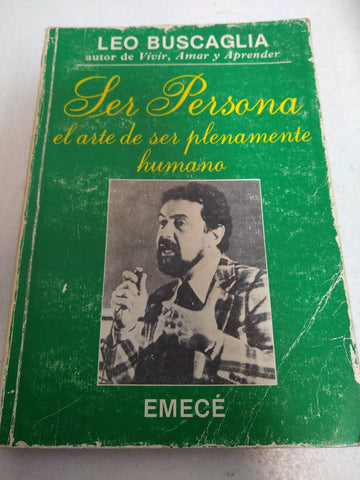 LEO BUSCAGLIA
autor de Vivir, Amar y Aprender
Ser Persona
el arte de ser plenamente
humano
EMECÉ